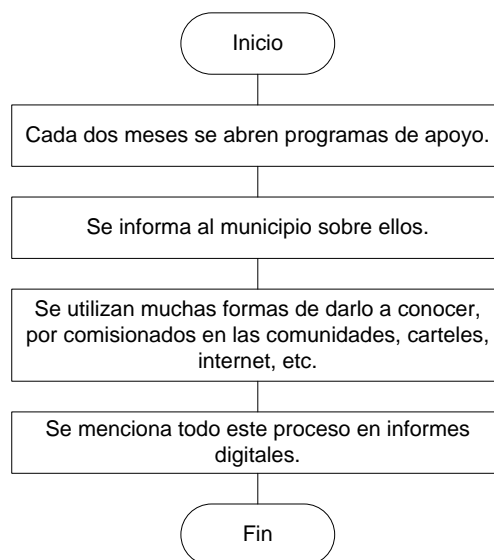 Inicio
Cada dos meses se abren programas de apoyo.
Se informa al municipio sobre ellos.
Se utilizan muchas formas de darlo a conocer,
por comisionados en las comunidades, carteles,
internet, etc.
Se menciona todo este proceso en informes
digitales.
Fin